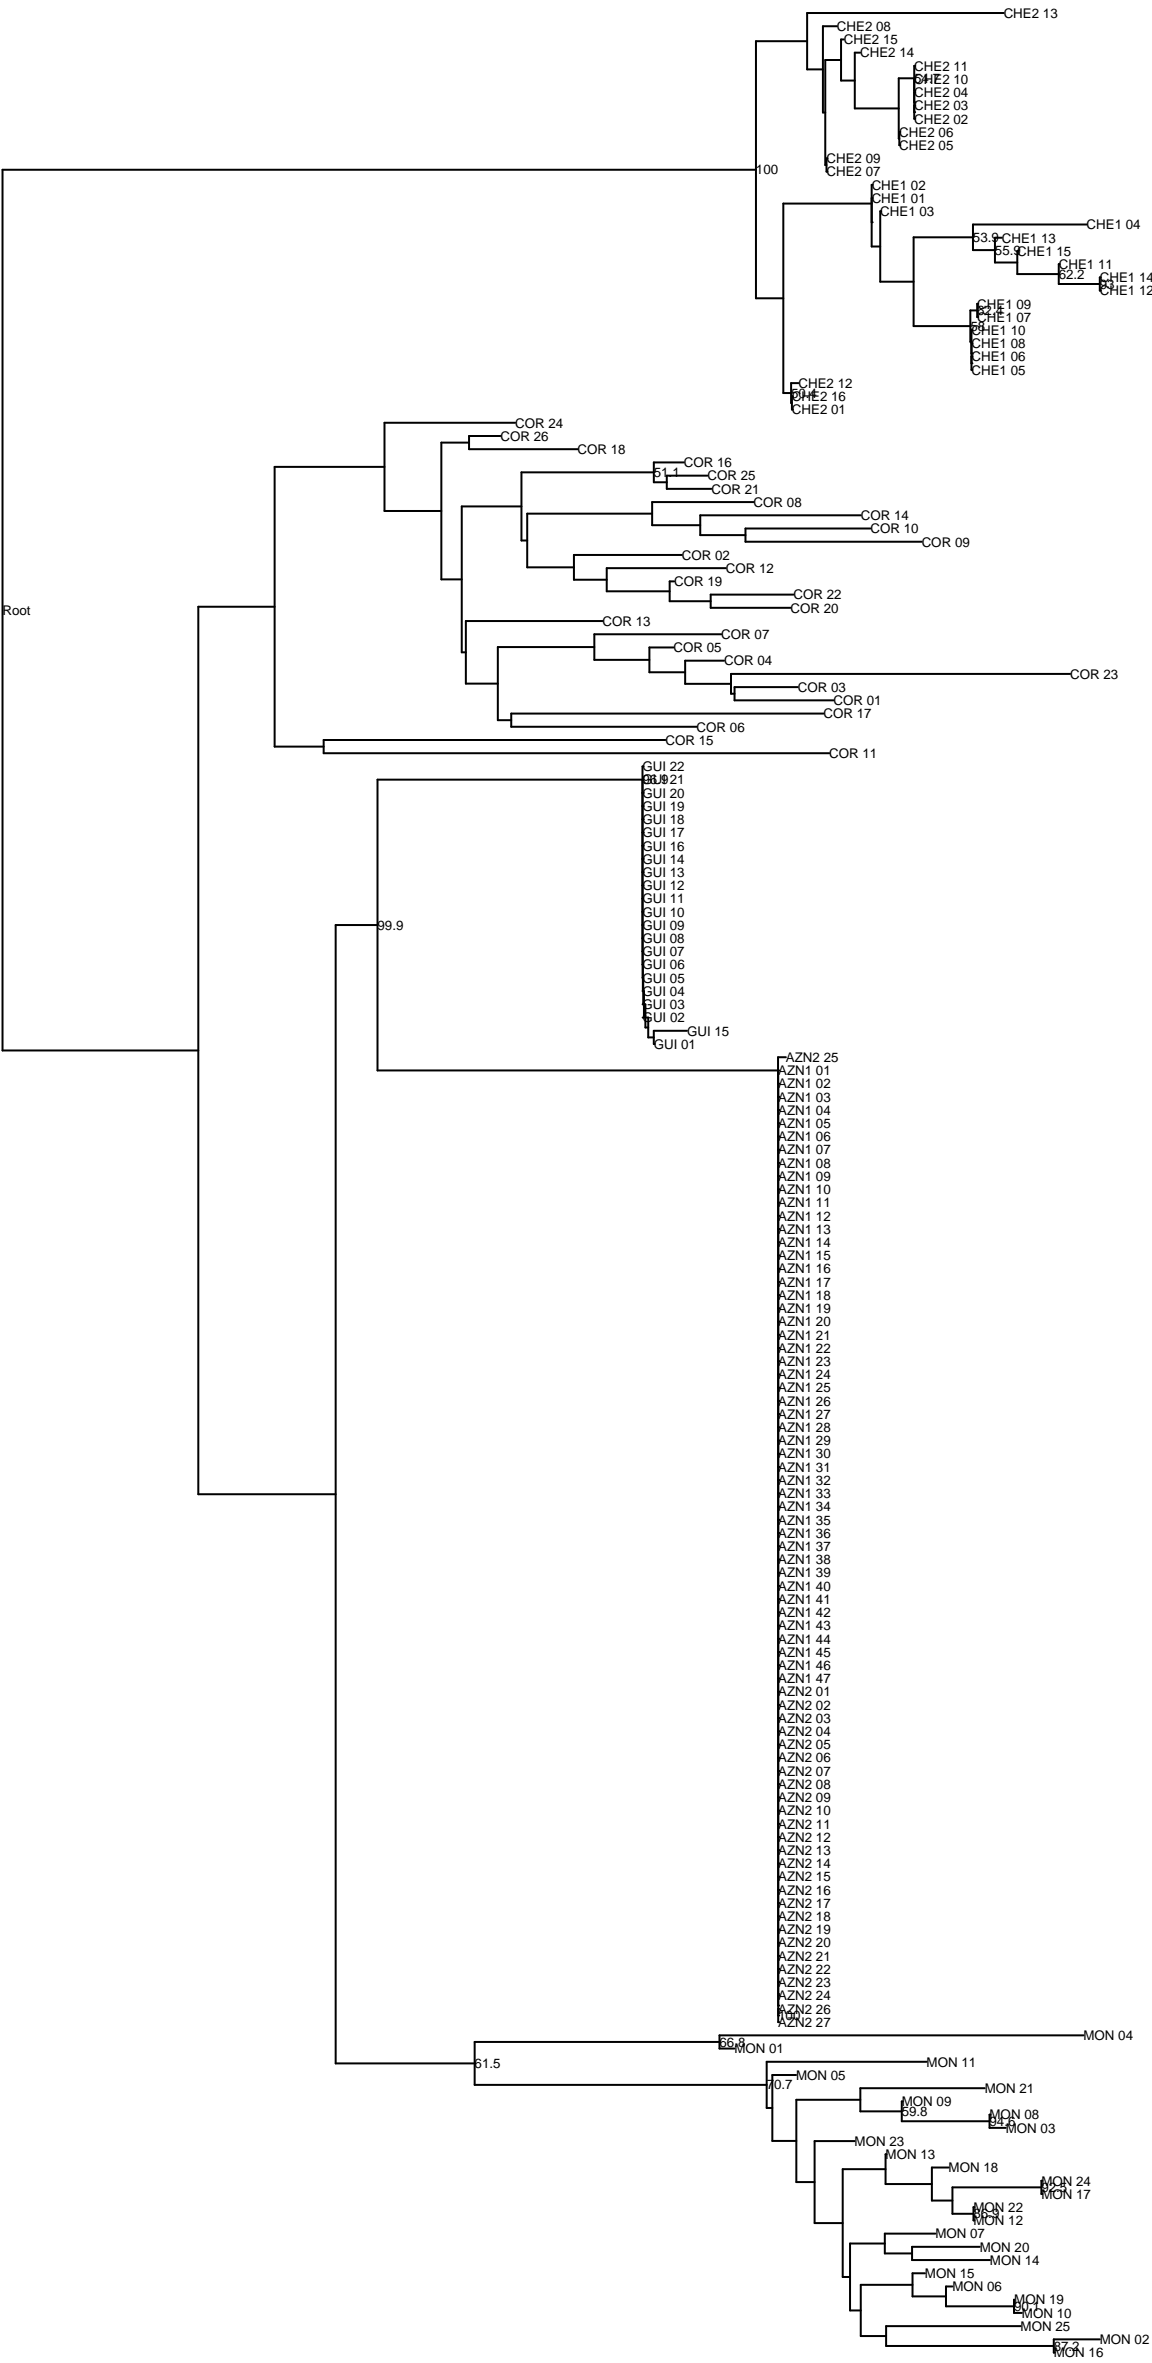 CHE2 13
CHE2 08
CHE2 15
CHE2 14
CHE2 11
CHE2 10
CHE2 04
CHE2 03
CHE2 02
CHE2 06
CHE2 05
CHE2 09
CHE2 07
100
CHE1 02
CHE1 01
CHE1 03
CHE1 04
53.9
CHE1 13
55.9
CHE1 15
CHE1 11
62.2
CHE1 14
CHE1 12
CHE1 09
CHE1 07
CHE1 10
CHE1 08
CHE1 06
CHE1 05
CHE2 12
CHE2 16
CHE2 01
COR 24
COR 26
COR 18
COR 16
51.1
COR 25
COR 21
COR 08
COR 14
COR 10
COR 09
COR 02
COR 12
COR 19
COR 22
COR 20
Root
COR 13
COR 07
COR 05
COR 04
COR 23
COR 03
COR 01
COR 17
COR 06
COR 15
COR 11
GUI 22
96.9
GUI 21
GUI 20
GUI 19
GUI 18
GUI 17
GUI 16
GUI 14
GUI 13
GUI 12
GUI 11
GUI 10
99.9
GUI 09
GUI 08
GUI 07
GUI 06
GUI 05
GUI 04
GUI 03
GUI 02
GUI 15
GUI 01
AZN2 25
AZN1 01
AZN1 02
AZN1 03
AZN1 04
AZN1 05
AZN1 06
AZN1 07
AZN1 08
AZN1 09
AZN1 10
AZN1 11
AZN1 12
AZN1 13
AZN1 14
AZN1 15
AZN1 16
AZN1 17
AZN1 18
AZN1 19
AZN1 20
AZN1 21
AZN1 22
AZN1 23
AZN1 24
AZN1 25
AZN1 26
AZN1 27
AZN1 28
AZN1 29
AZN1 30
AZN1 31
AZN1 32
AZN1 33
AZN1 34
AZN1 35
AZN1 36
AZN1 37
AZN1 38
AZN1 39
AZN1 40
AZN1 41
AZN1 42
AZN1 43
AZN1 44
AZN1 45
AZN1 46
AZN1 47
AZN2 01
AZN2 02
AZN2 03
AZN2 04
AZN2 05
AZN2 06
AZN2 07
AZN2 08
AZN2 09
AZN2 10
AZN2 11
AZN2 12
AZN2 13
AZN2 14
AZN2 15
AZN2 16
AZN2 17
AZN2 18
AZN2 19
AZN2 20
AZN2 21
AZN2 22
AZN2 23
AZN2 24
AZN2 26
100
AZN2 27
MON 04
66.8
MON 01
61.5
MON 11
MON 05
70.7
MON 21
MON 09
59.8
MON 08
94.6
MON 03
MON 23
MON 13
MON 18
MON 24
92.5
MON 17
MON 22
MON 12
MON 07
MON 20
MON 14
MON 15
MON 06
MON 19
90.1
MON 10
MON 25
MON 02
87.2
MON 16